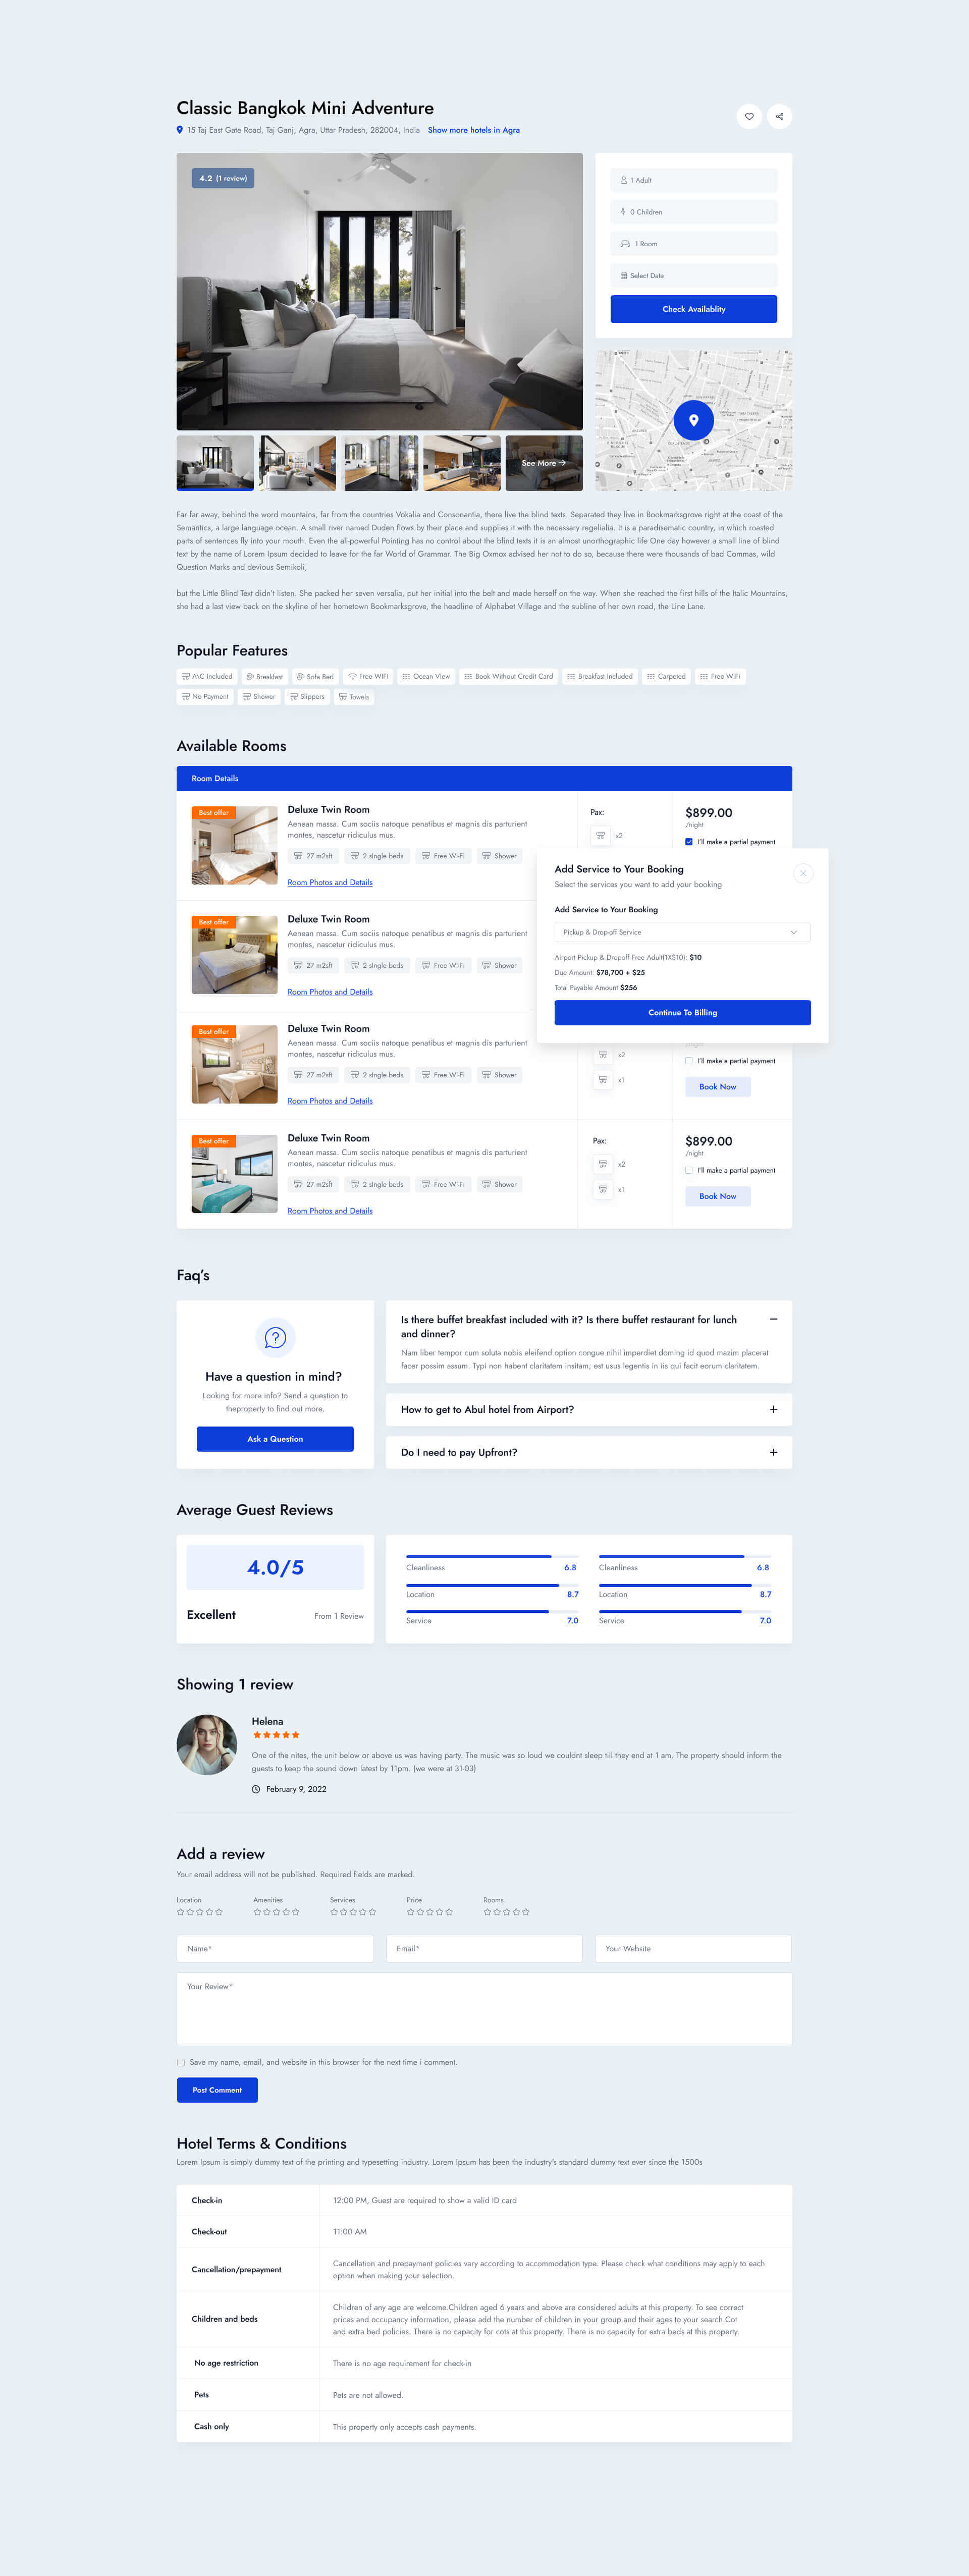 Classic Bangkok Mini Adventure
15 Taj East Gate Road, Taj Ganj, Agra, Uttar Pradesh, 282004, India Show more hotels in Agra
4.2 (1 review)
1 Adult
0 Children
1 Room
Select Date
Check Availablity
See More
Far far away, behind the word mountains, far from the countries Vokalia and Consonantia, there live the blind texts. Separated they live in Bookmarksgrove right at the coast of the
Semantics, a large language ocean. A small river named Duden flows by their place and supplies it with the necessary regelialia. It is a paradisematic country, in which roasted
parts of sentences fly into your mouth. Even the all-powerful Pointing has no control about the blind texts it is an almost unorthographic life One day however a small line of blind
text by the name of Lorem Ipsum decided to leave for the far World of Grammar. The Big Oxmox advised her not to do so, because there were thousands of bad Commas, wild
Question Marks and devious Semikoli,
but the Little Blind Text didn't listen. She packed her seven versalia, put her initial into the belt and made herself on the way. When she reached the first hills of the Italic Mountains,
she had a last view back on the skyline of her hometown Bookmarksgrove, the headline of Alphabet Village and the subline of her own road, the Line Lane.
Popular Features
A\C Included Breakfast Sofa Bed Free WIFI Ocean View Book Without Credit Card Breakfast Included Carpeted Free WiFi
No Payment Shower Slippers Towels
Available Rooms
Room Details
Best offer
Deluxe Twin Room
Aenean massa. Cum sociis natoque penatibus et magnis dis parturient
montes, nascetur ridiculus mus.
27 m2sft 2 sIngle beds Free Wi-Fi Shower
Room Photos and Details
Pax:
x2
$899.00
/night
I'll make a partial payment
Add Service to Your Booking
Select the services you want to add your booking
Add Service to Your Booking
Pickup & Drop-off Service
Airport Pickup & Dropoff Free Adult(1X$10): $10
Due Amount: $78,700 + $25
Total Payable Amount $256
Continue To Billing
Best offer
Deluxe Twin Room
Aenean massa. Cum sociis natoque penatibus et magnis dis parturient
montes, nascetur ridiculus mus.
27 m2sft 2 sIngle beds Free Wi-Fi Shower
Room Photos and Details
Best offer
Deluxe Twin Room
Aenean massa. Cum sociis natoque penatibus et magnis dis parturient
montes, nascetur ridiculus mus.
27 m2sft 2 sIngle beds Free Wi-Fi Shower
Room Photos and Details
x2
x1
I'll make a partial payment
Book Now
Best offer
Deluxe Twin Room
Aenean massa. Cum sociis natoque penatibus et magnis dis parturient
montes, nascetur ridiculus mus.
27 m2sft 2 sIngle beds Free Wi-Fi Shower
Room Photos and Details
Pax:
x2
x1
$899.00
/night
I'll make a partial payment
Book Now
Faq's
Have a question in mind?
Looking for more info? Send a question to
theproperty to find out more.
Ask a Question
Is there buffet breakfast included with it? Is there buffet restaurant for lunch
and dinner?
Nam liber tempor cum soluta nobis eleifend option congue nihil imperdiet doming id quod mazim placerat
facer possim assum. Typi non habent claritatem insitam; est usus legentis in iis qui facit eorum claritatem.
How to get to Abul hotel from Airport?
Do I need to pay Upfront?
Average Guest Reviews
4.0/5
Excellent From 1 Review
Cleanliness 6.8
Location 8.7
Service 7.0
Cleanliness 6.8
Location 8.7
Service 7.0
Showing 1 review
Helena
One of the nites, the unit below or above us was having party. The music was so loud we couldnt sleep till they end at 1 am. The property should inform the
guests to keep the sound down latest by 11pm. (we were at 31-03)
February 9, 2022
Add a review
Your email address will not be published. Required fields are marked.
Location Amenities Services Price Rooms
Name* Email* Your Website
Your Review*
Save my name, email, and website in this browser for the next time i comment.
Post Comment
Hotel Terms & Conditions
Lorem Ipsum is simply dummy text of the printing and typesetting industry. Lorem Ipsum has been the industry's standard dummy text ever since the 1500s
Check-in 12:00 PM, Guest are required to show a valid ID card
Check-out 11:00 AM
Cancellation/prepayment
Cancellation and prepayment policies vary according to accommodation type. Please check what conditions may apply to each
option when making your selection.
Children and beds
Children of any age are welcome.Children aged 6 years and above are considered adults at this property. To see correct
prices and occupancy information, please add the number of children in your group and their ages to your search.Cot
and extra bed policies. There is no capacity for cots at this property. There is no capacity for extra beds at this property.
No age restriction There is no age requirement for check-in
Pets Pets are not allowed.
Cash only This property only accepts cash payments.